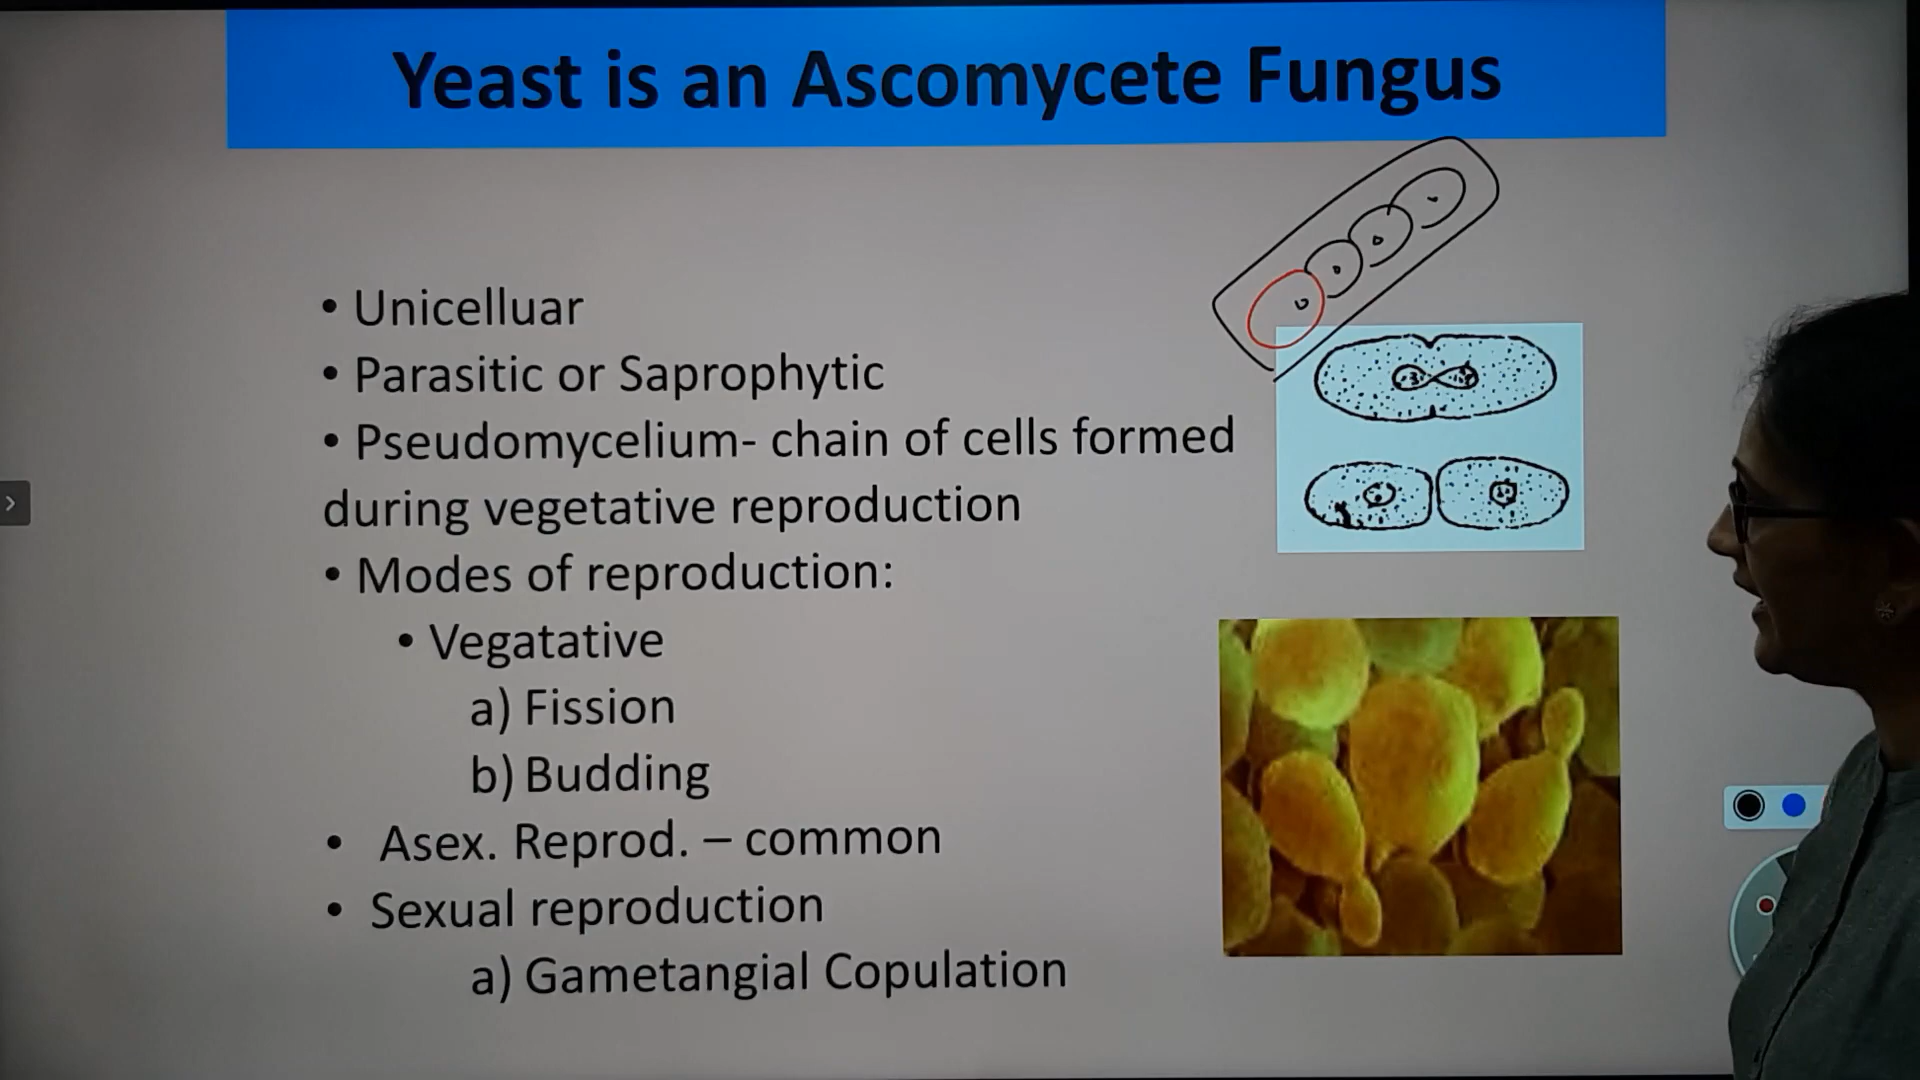 Yeast is an Ascomycete Fungus
• Unicelluar
• Parasitic or Saprophytic
• Pseudomycelium- chain of cells formed
during vegetative reproduction
• Modes of reproduction:
• Vegatative
a) Fission
b) Budding
• Asex. Reprod. – common
• Sexual reproduction
a) Gametangial Copulation